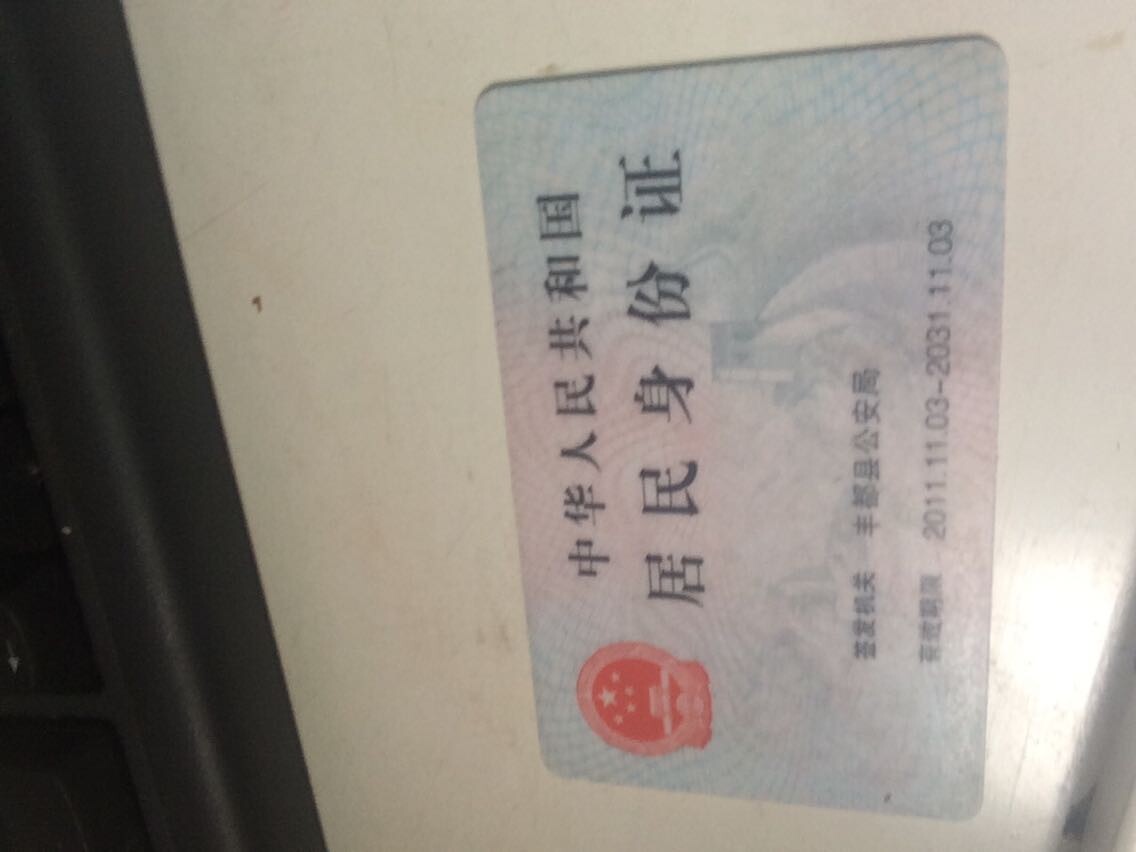 中华人民共和国
居民身份证
签发机关 丰都县公安局
有效期限 2011.11.03-2031.11.03